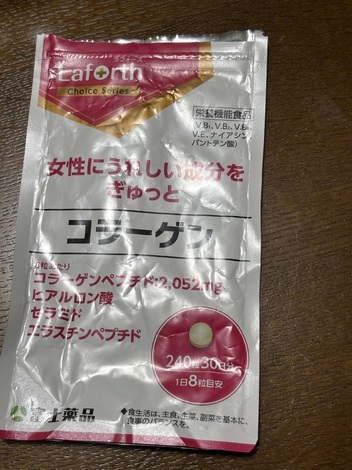 ラフォース
Laforth
Choice Series
栄養機能食品
V.E、ナイアシン、
パントテン酸)
女性にうれしい成分を
ぎゅっと
コラーゲン
コラーゲンペプチド:2,052mg
ヒアルロン酸
セラミド
エラスチンペプチド
240粒 30日分
1日8粒目安
富士薬品
◆食生活は、主食、主菜、副菜を基本に、
食事のバランスを。